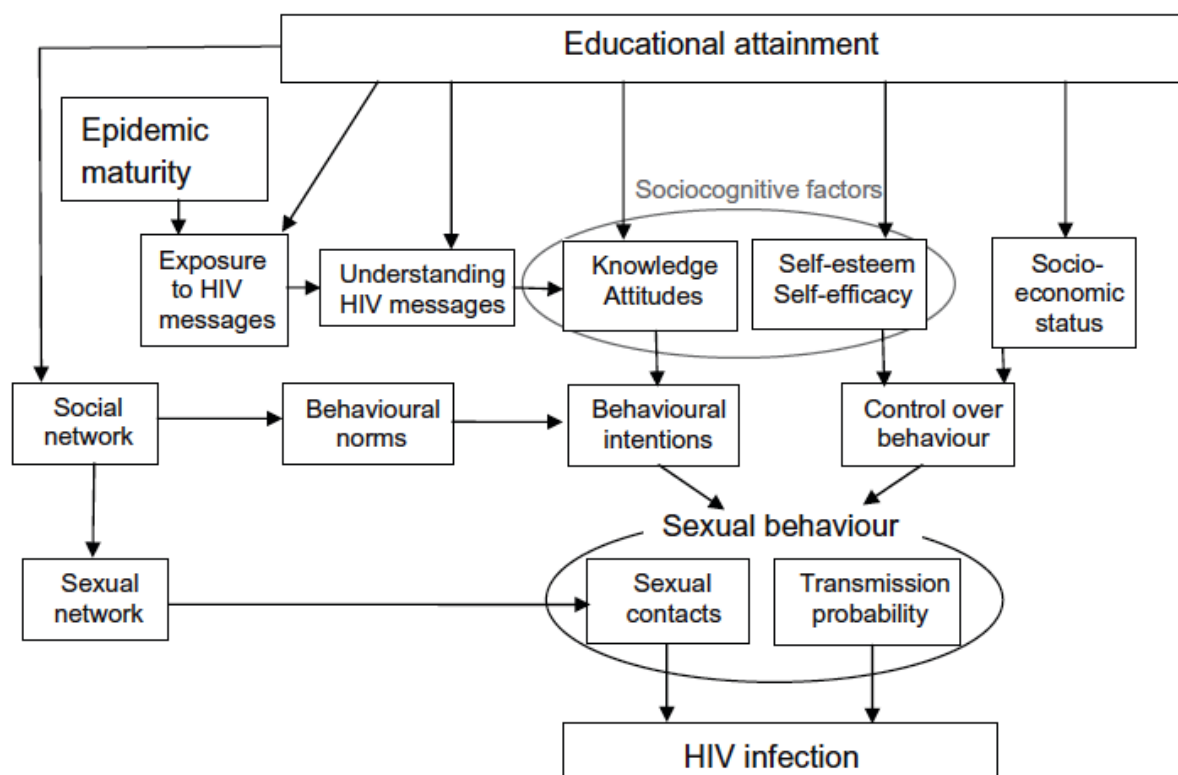 Educational attainment
Epidemic
maturity
Sociocognitive factors
Exposure
to HIV
messages
Understanding
HIV messages
Knowledge
Attitudes
Self-esteem
Self-efficacy
Socio-
economic
status
Social
network
Behavioural
norms
Behavioural
intentions
Control over
behaviour
Sexual behaviour
Sexual
network
Sexual
contacts
Transmission
probability
HIV infection